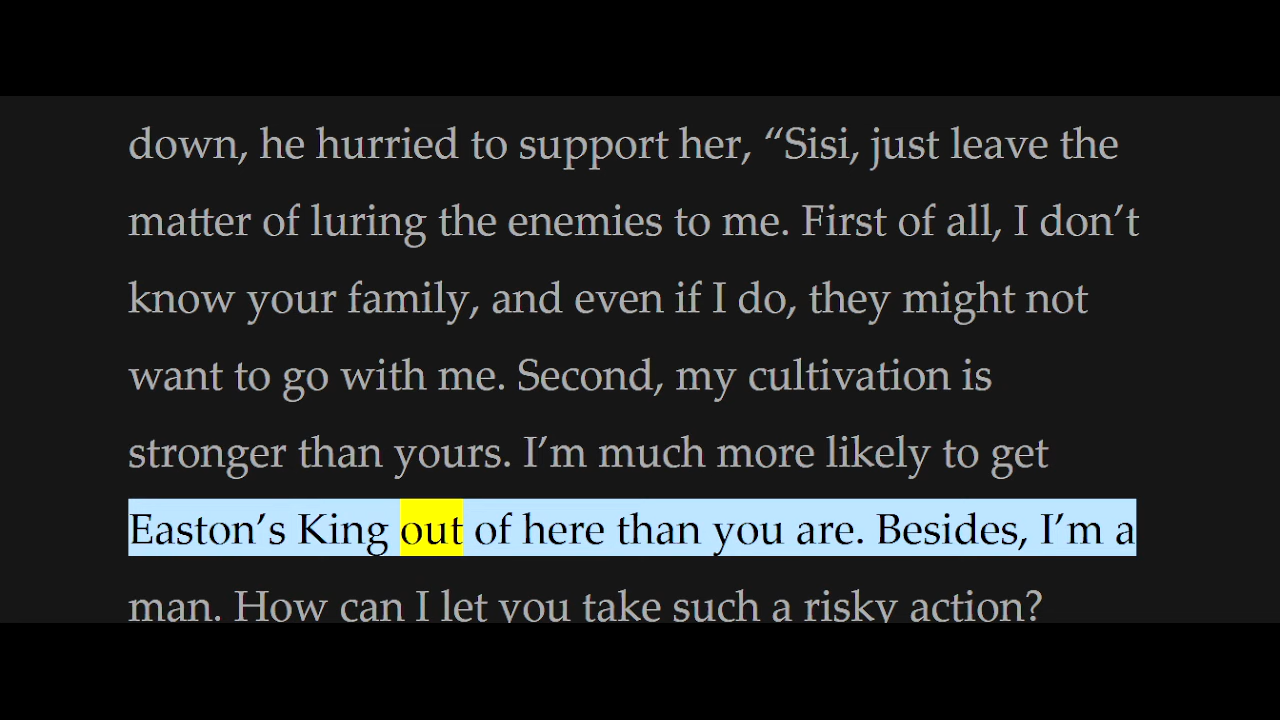 down, he hurried to support her, “Sisi, just leave the
matter of luring the enemies to me. First of all, I don’t
know your family, and even if I do, they might not
want to go with me. Second, my cultivation is
stronger than yours. I’m much more likely to get
Easton’s King out of here than you are. Besides, I’m a
man. How can I let you take such a risky action?